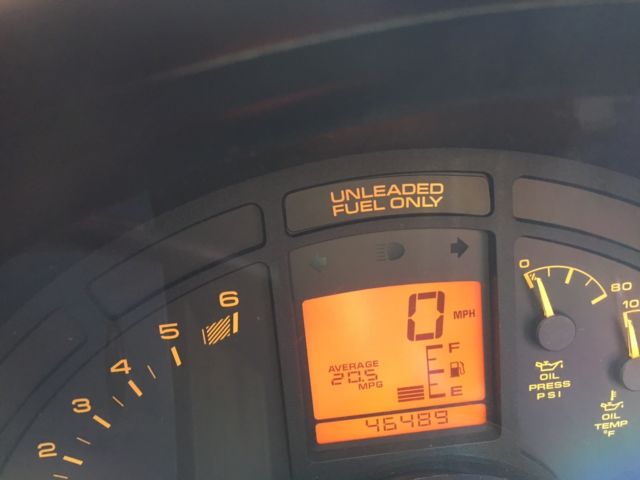 UNLEADED
FUEL ONLY
6
5
4
3
2
0
MPH
F
AVERAGE
20.5
MPG
E
46489
0
80
OIL
PRESS
PSI
10
OIL
TEMP
°F